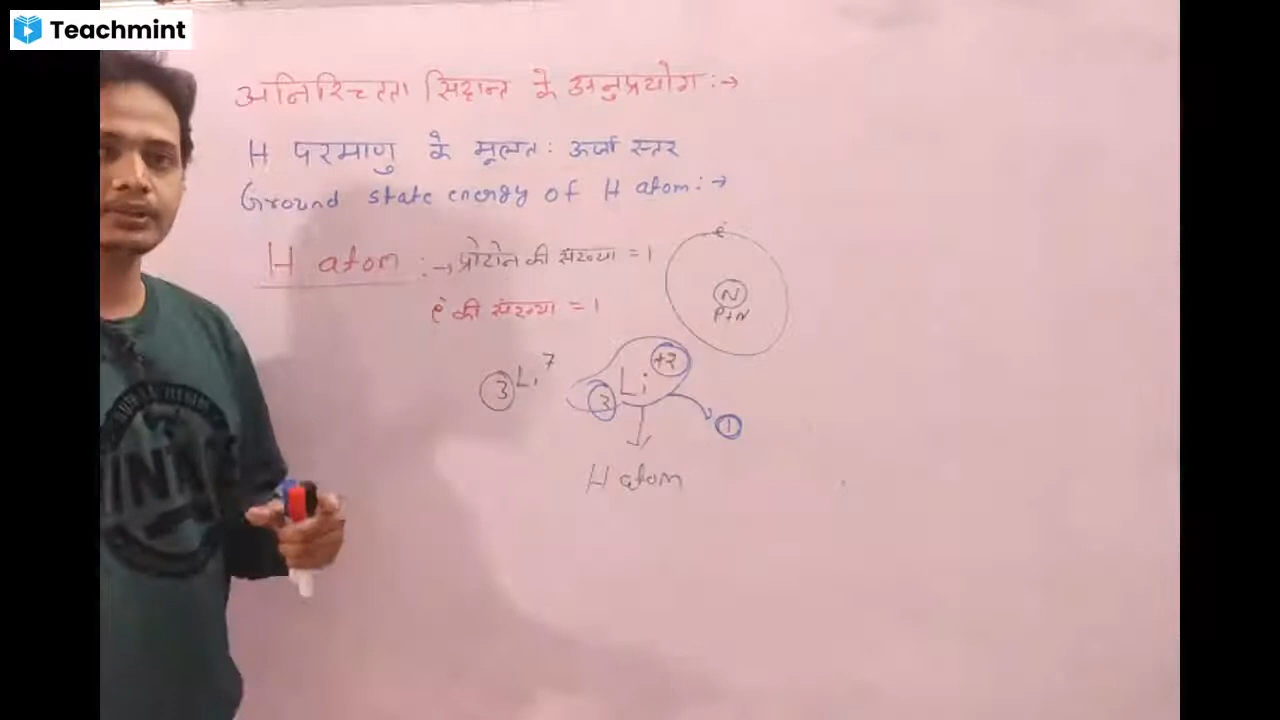 Teachmint
अनिश्चितता सिद्धान्त के अनुप्रयोग :→
H परमाणु के मूलतः ऊर्जा स्तर
Ground state energy of H atom :→
H atom :→ प्रोटोन की संख्या = 1
e⁻ की संख्या = 1
e⁻
N
P+N
3 Li 7
3 Li +2
1
H atom